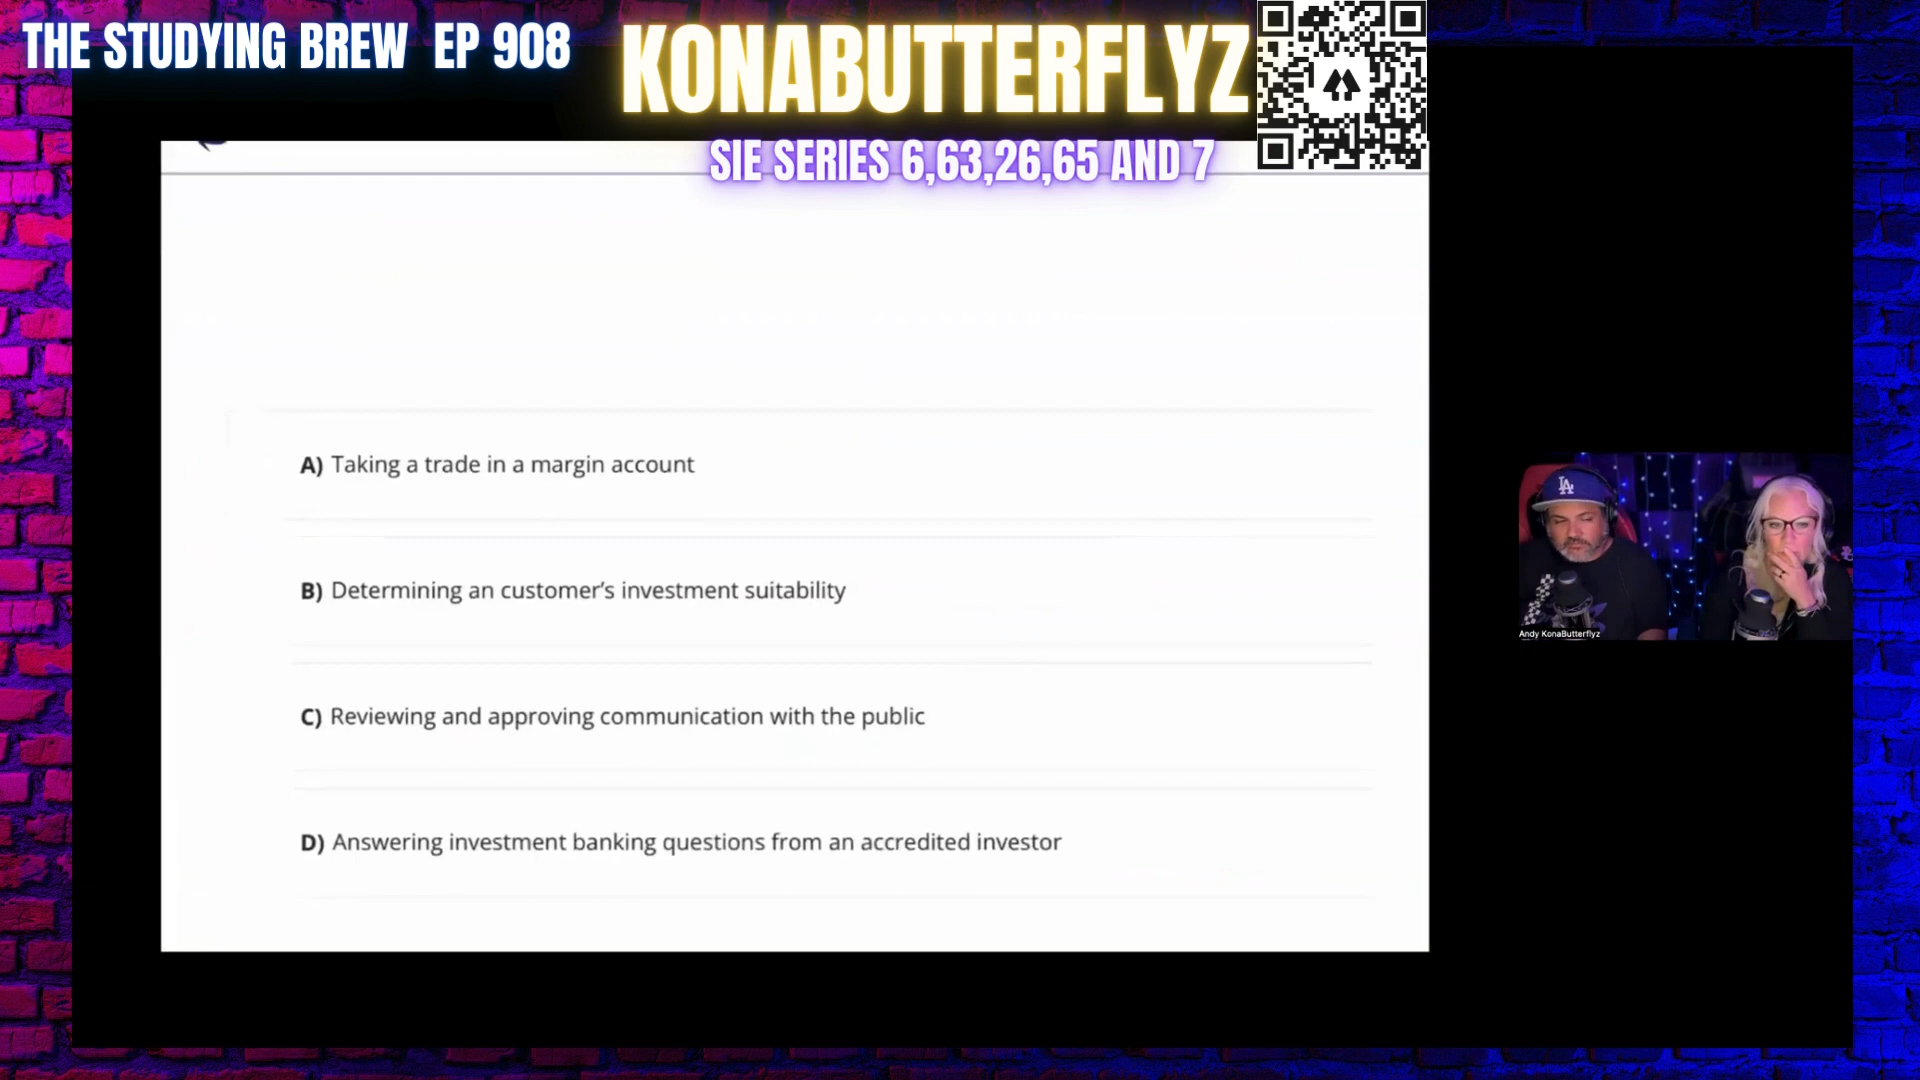 THE STUDYING BREW EP 908
KONABUTTERFLYZ
SIE SERIES 6,63,26,65 AND 7
A) Taking a trade in a margin account
B) Determining an customer’s investment suitability
C) Reviewing and approving communication with the public
D) Answering investment banking questions from an accredited investor
LA
Andy KonaButterflyz